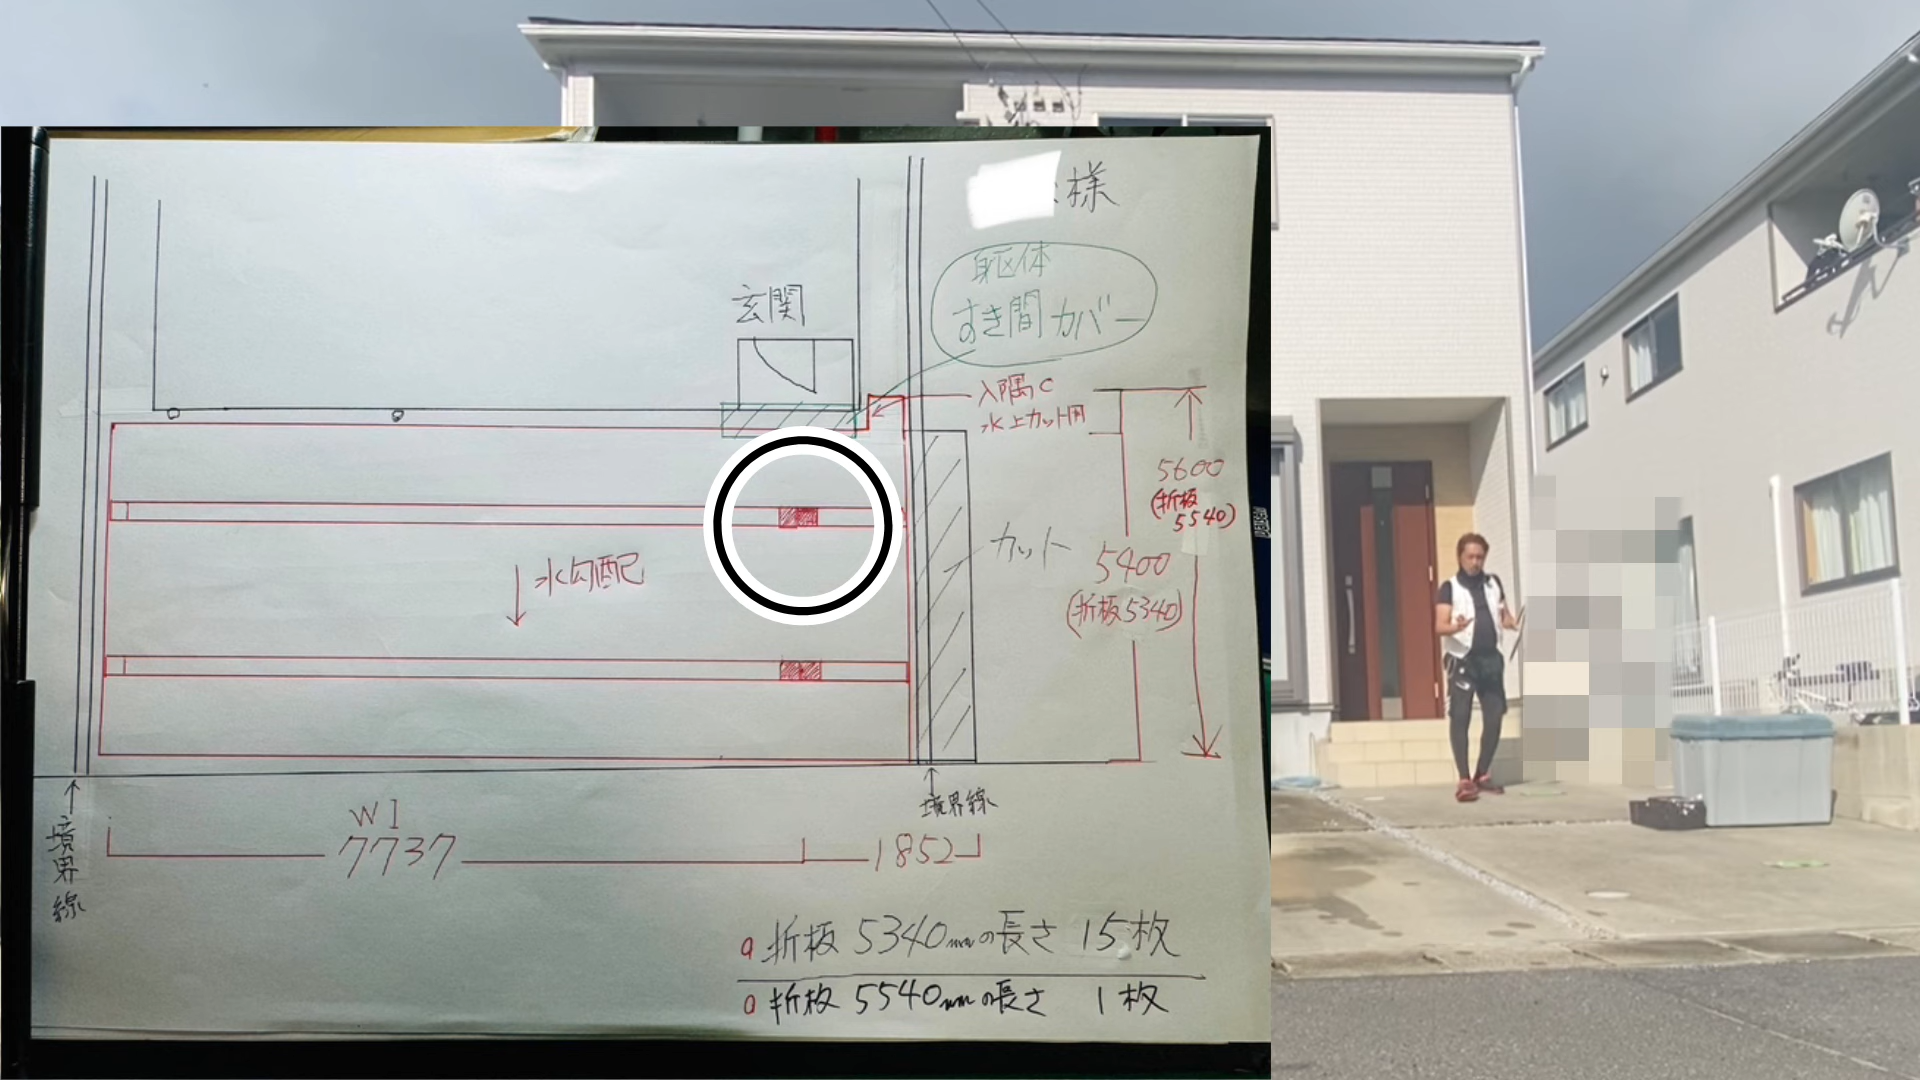 様
躯体
すき間カバー
玄関
入隅C
水上カット用
5600
(折板
5540)
カット
5400
(折板5340)
↓水勾配
境界線
境界線
W1
7737
1852
折板 5340mmの長さ 15枚
折板 5540mmの長さ 1枚